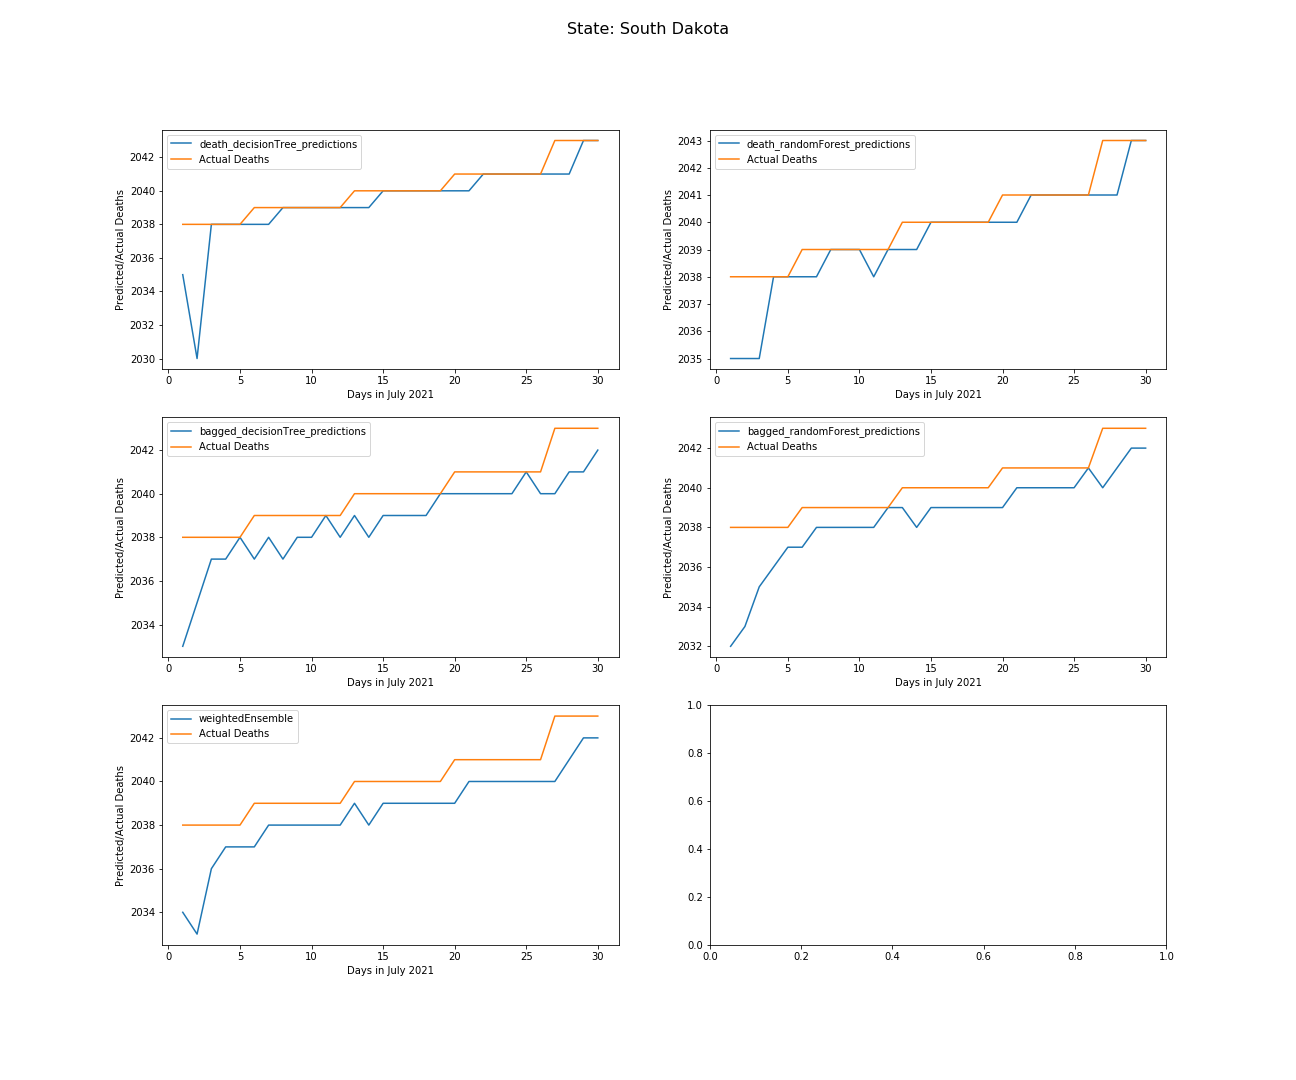 State: South Dakota
death_decisionTree_predictions
Actual Deaths
Predicted/Actual Deaths
2042
2040
2038
2036
2034
2032
2030
0 5 10 15 20 25 30
Days in July 2021
death_randomForest_predictions
Actual Deaths
Predicted/Actual Deaths
2043
2042
2041
2040
2039
2038
2037
2036
2035
0 5 10 15 20 25 30
Days in July 2021
bagged_decisionTree_predictions
Actual Deaths
Predicted/Actual Deaths
2042
2040
2038
2036
2034
0 5 10 15 20 25 30
Days in July 2021
bagged_randomForest_predictions
Actual Deaths
Predicted/Actual Deaths
2042
2040
2038
2036
2034
2032
0 5 10 15 20 25 30
Days in July 2021
weightedEnsemble
Actual Deaths
Predicted/Actual Deaths
2042
2040
2038
2036
2034
0 5 10 15 20 25 30
Days in July 2021
1.0
0.8
0.6
0.4
0.2
0.0
0.0 0.2 0.4 0.6 0.8 1.0